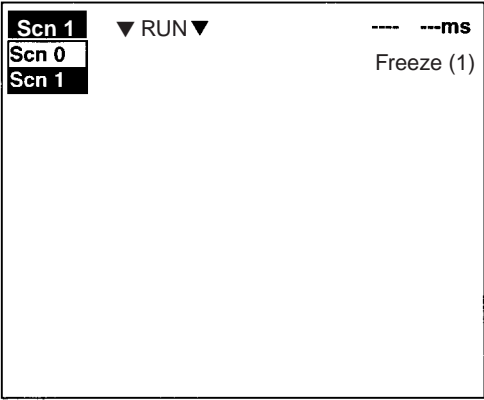 Scn 1 ▼ RUN ▼ ---- ---ms
Scn 0
Freeze (1)
Scn 1